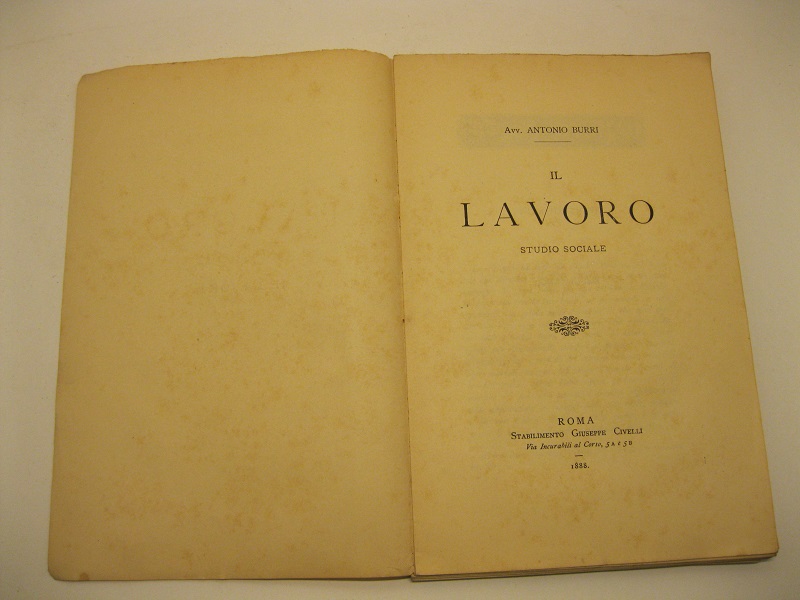 Avv. ANTONIO BURRI
IL
LAVORO
STUDIO SOCIALE
ROMA
Stabilimento Giuseppe Civelli
Via Incurabili al Corso, 5A e 5B
1888.